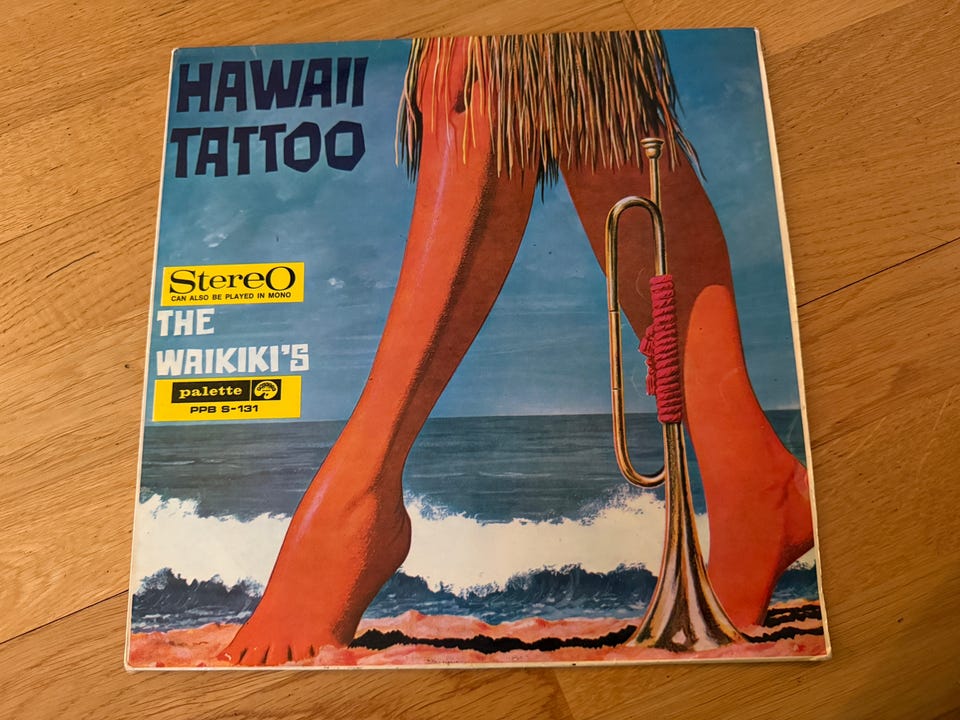 HAWAII
TATTOO
StereO
CAN ALSO BE PLAYED IN MONO
THE
WAIKIKI'S
palette
PPB S-131